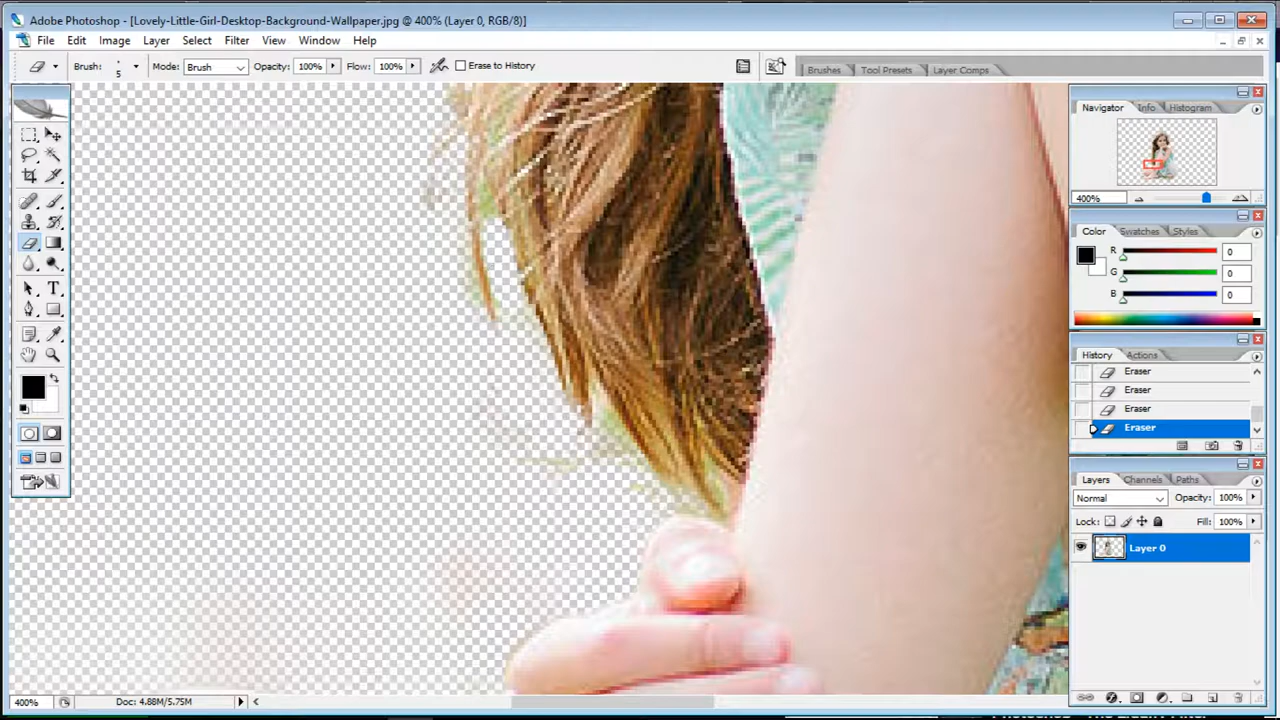 Adobe Photoshop - [Lovely-Little-Girl-Desktop-Background-Wallpaper.jpg @ 400% (Layer 0, RGB/8)]
File Edit Image Layer Select Filter View Window Help
Brush: 5 Mode: Brush Opacity: 100% Flow: 100% Erase to History
Brushes Tool Presets Layer Comps
Navigator Info Histogram
400%
Color Swatches Styles
R 0
G 0
B 0
History Actions
Eraser
Eraser
Eraser
Eraser
Layers Channels Paths
Normal Opacity: 100%
Lock: Fill: 100%
Layer 0
400% Doc: 4.88M/5.75M